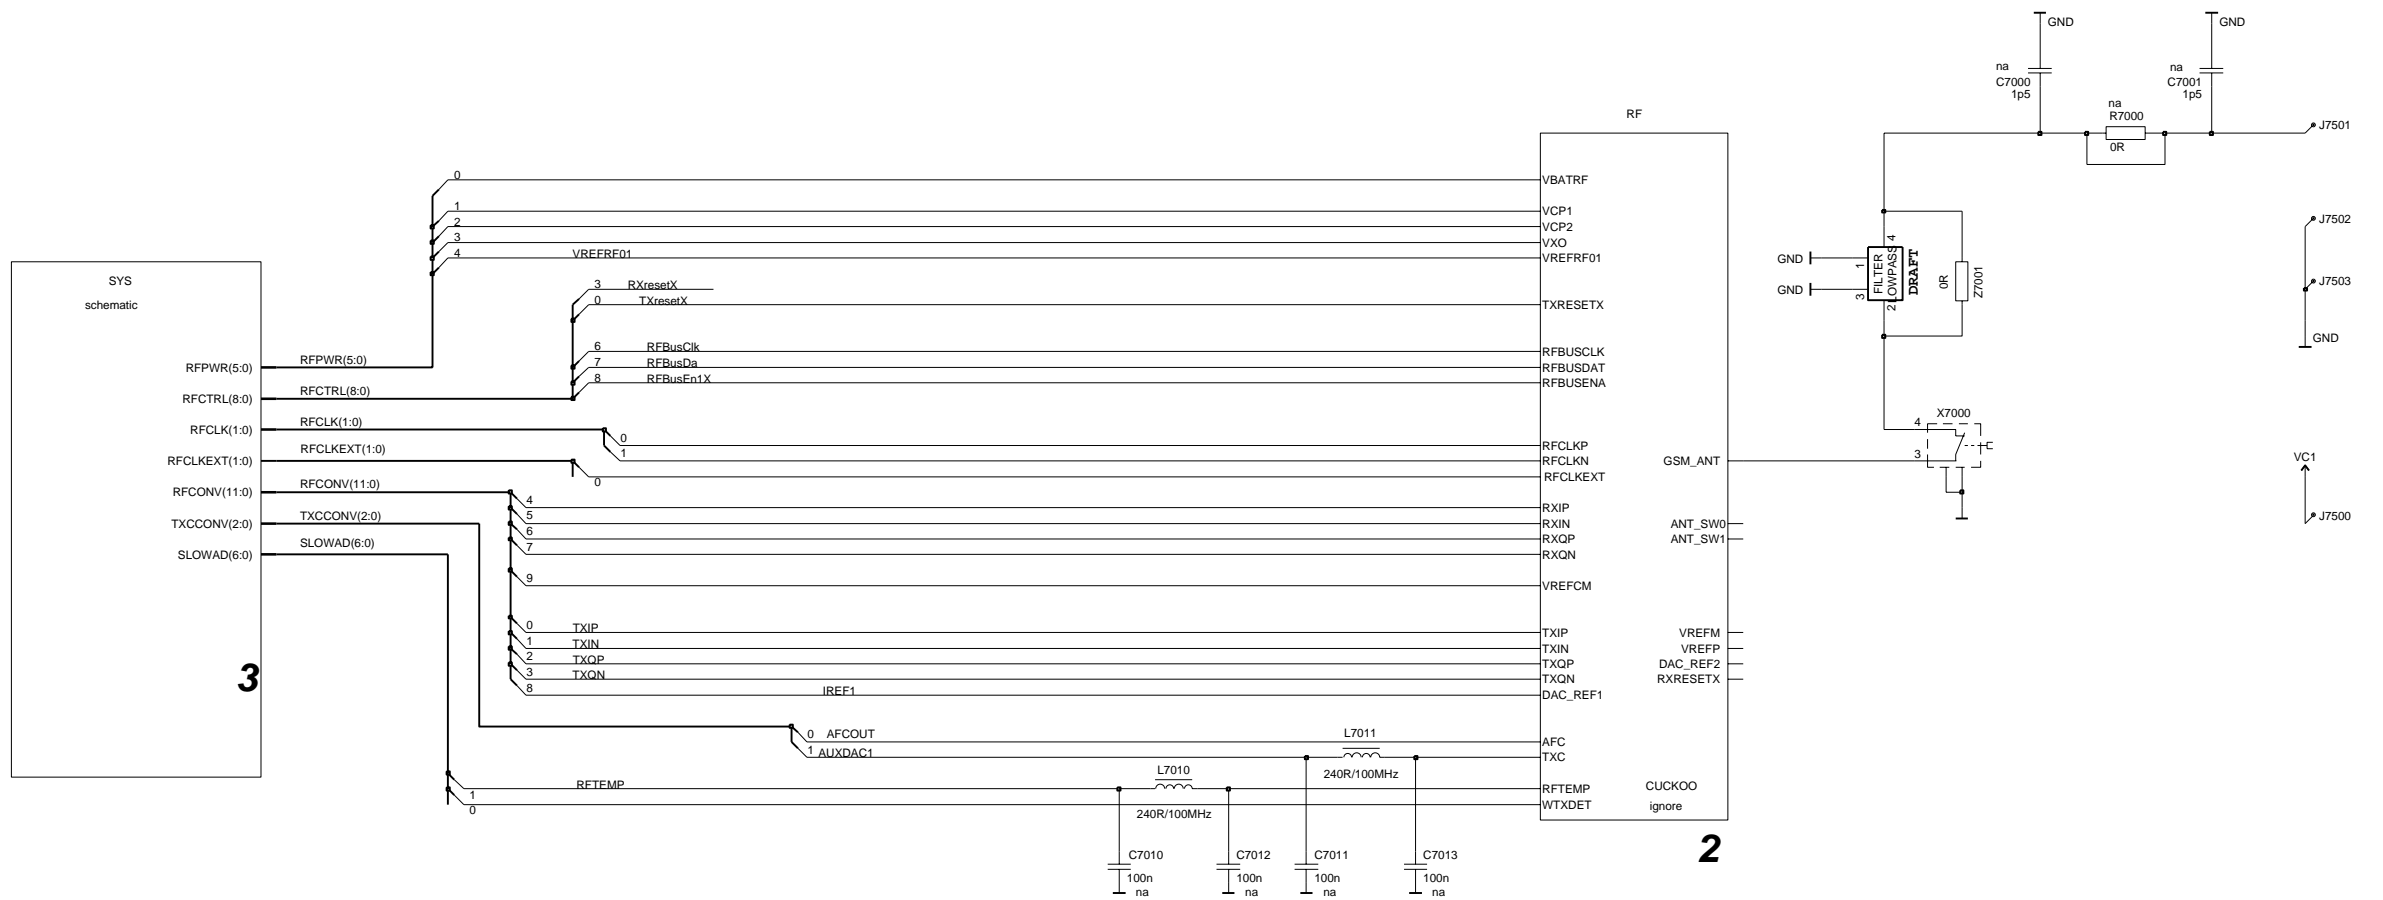 GND
GND
na
C7000
1p5
na
C7001
1p5
na
R7000
0R
J7501
RF
0
VBATRF
1
VCP1
2
VCP2
3
VXO
4
VREFRF01
VREFRF01
J7502
J7503
GND
GND
GND
1
3
4
2
FILTER
LOWPASS
DRAFT
0R
Z7001
SYS
schematic
3
RXresetX
0
TXresetX
TXRESETX
6
RFBusClk
RFBUSCLK
7
RFBusDa
RFBUSDAT
8
RFBusEn1X
RFBUSENA
RFPWR(5:0)
RFPWR(5:0)
RFCTRL(8:0)
RFCTRL(8:0)
RFCLK(1:0)
RFCLK(1:0)
RFCLKEXT(1:0)
RFCLKEXT(1:0)
RFCONV(11:0)
RFCONV(11:0)
TXCCONV(2:0)
TXCCONV(2:0)
SLOWAD(6:0)
SLOWAD(6:0)
0
RFCLKP
1
RFCLKN
0
RFCLKEXT
GSM_ANT
X7000
4
3
VC1
J7500
4
RXIP
5
RXIN
6
RXQP
7
RXQN
ANT_SW0
ANT_SW1
9
VREFCM
0
TXIP
TXIP
1
TXIN
TXIN
2
TXQP
TXQP
3
TXQN
TXQN
8
IREF1
DAC_REF1
VREFM
VREFP
DAC_REF2
RXRESETX
3
0
AFCOUT
AFC
1
AUXDAC1
L7011
240R/100MHz
TXC
1
RFTEMP
L7010
240R/100MHz
RFTEMP
0
WTXDET
CUCKOO
ignore
2
C7010
100n
na
C7012
100n
na
C7011
100n
na
C7013
100n
na